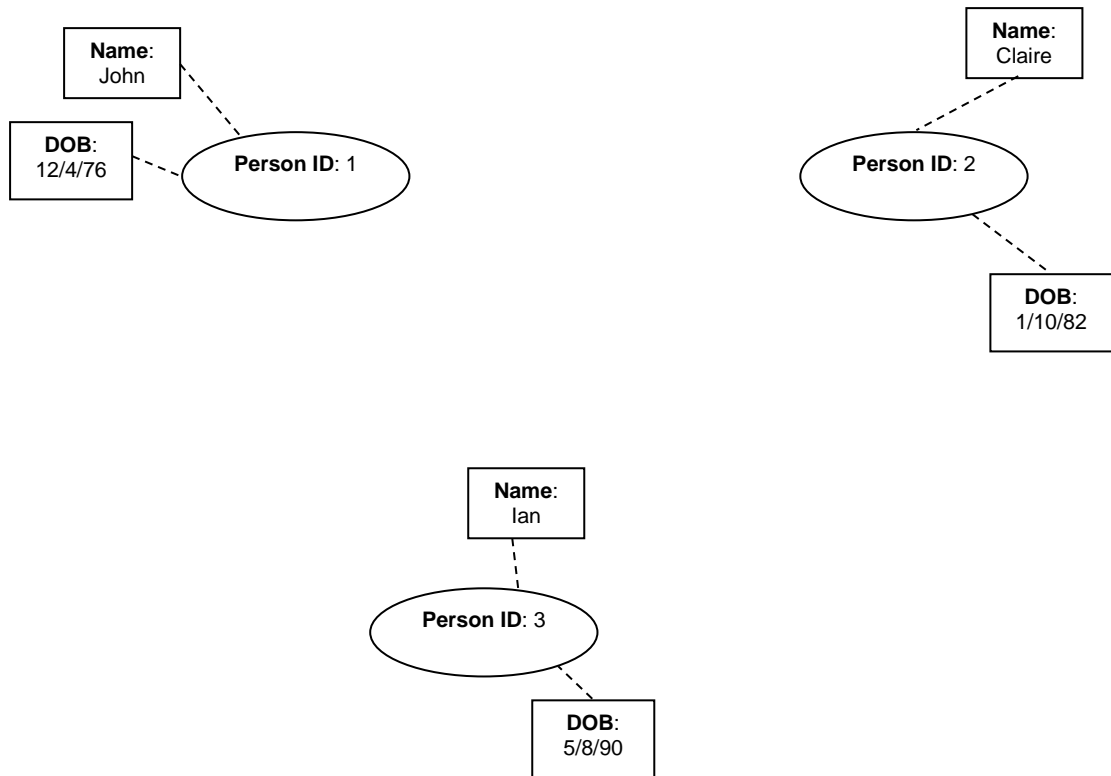 Name:
John
DOB:
12/4/76
Person ID: 1
Name:
Claire
Person ID: 2
DOB:
1/10/82
Name:
Ian
Person ID: 3
DOB:
5/8/90